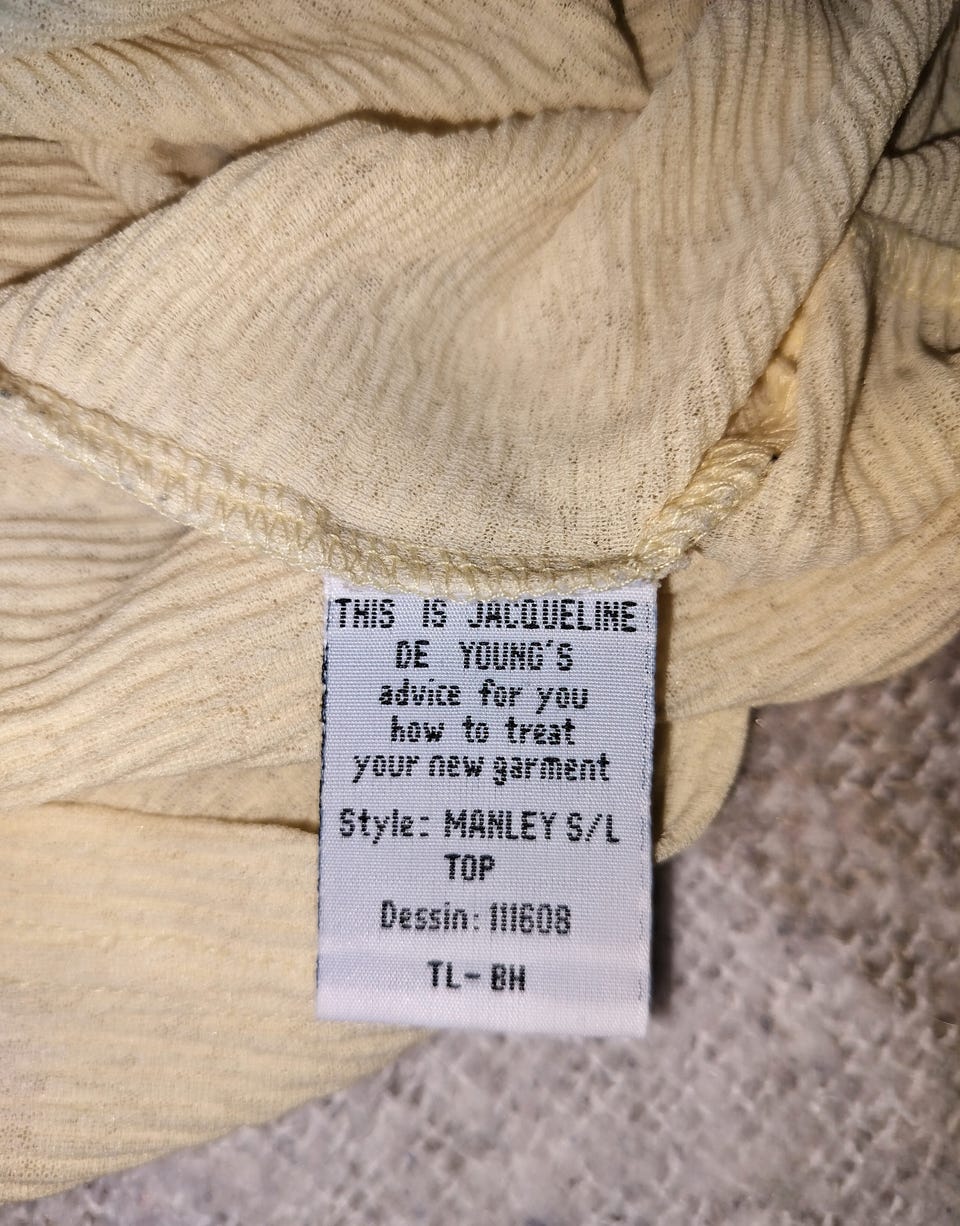 THIS IS JACQUELINE
DE YOUNG'S
advice for you
how to treat
your new garment
Style: MANLEY S/L
TOP
Dessin: 111608
TL-BH